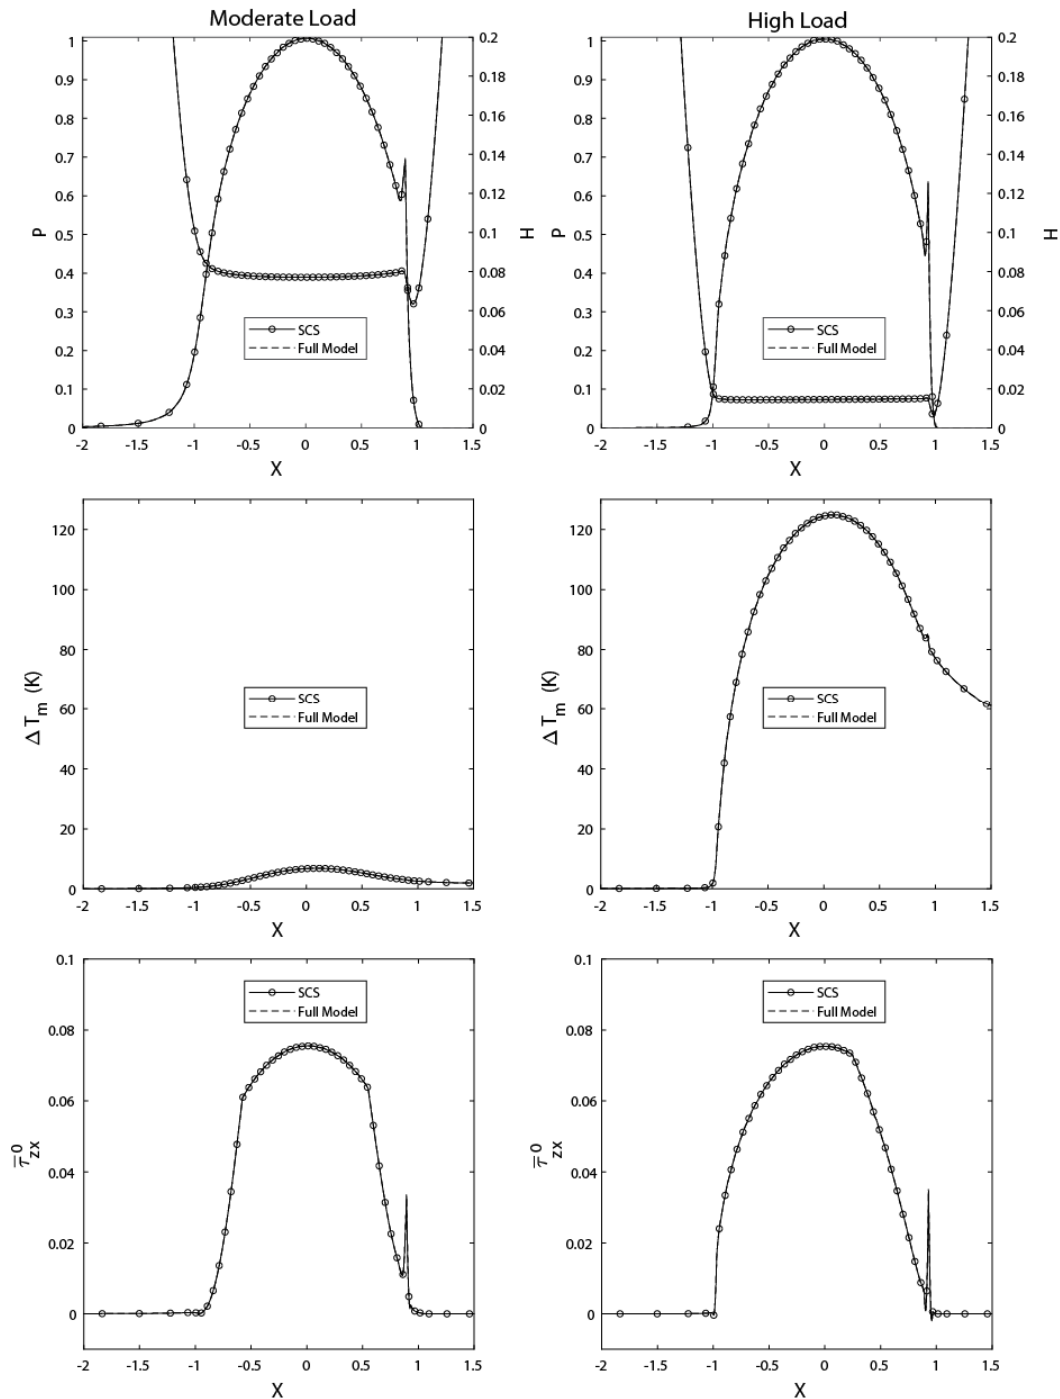 Moderate Load
High Load
1
0.9
0.8
0.7
0.6
0.5
0.4
0.3
0.2
0.1
0
P
0.2
0.18
0.16
0.14
0.12
0.1
0.08
0.06
0.04
0.02
0
H
SCS
Full Model
-2 -1.5 -1 -0.5 0 0.5 1 1.5
X
1
0.9
0.8
0.7
0.6
0.5
0.4
0.3
0.2
0.1
0
P
0.2
0.18
0.16
0.14
0.12
0.1
0.08
0.06
0.04
0.02
0
H
SCS
Full Model
-2 -1.5 -1 -0.5 0 0.5 1 1.5
X
120
100
80
60
40
20
0
Δ T_m (K)
SCS
Full Model
-2 -1.5 -1 -0.5 0 0.5 1 1.5
X
120
100
80
60
40
20
0
Δ T_m (K)
SCS
Full Model
-2 -1.5 -1 -0.5 0 0.5 1 1.5
X
0.1
0.08
0.06
0.04
0.02
0
τ̅⁰_zx
SCS
Full Model
-2 -1.5 -1 -0.5 0 0.5 1 1.5
X
0.1
0.08
0.06
0.04
0.02
0
τ̅⁰_zx
SCS
Full Model
-2 -1.5 -1 -0.5 0 0.5 1 1.5
X